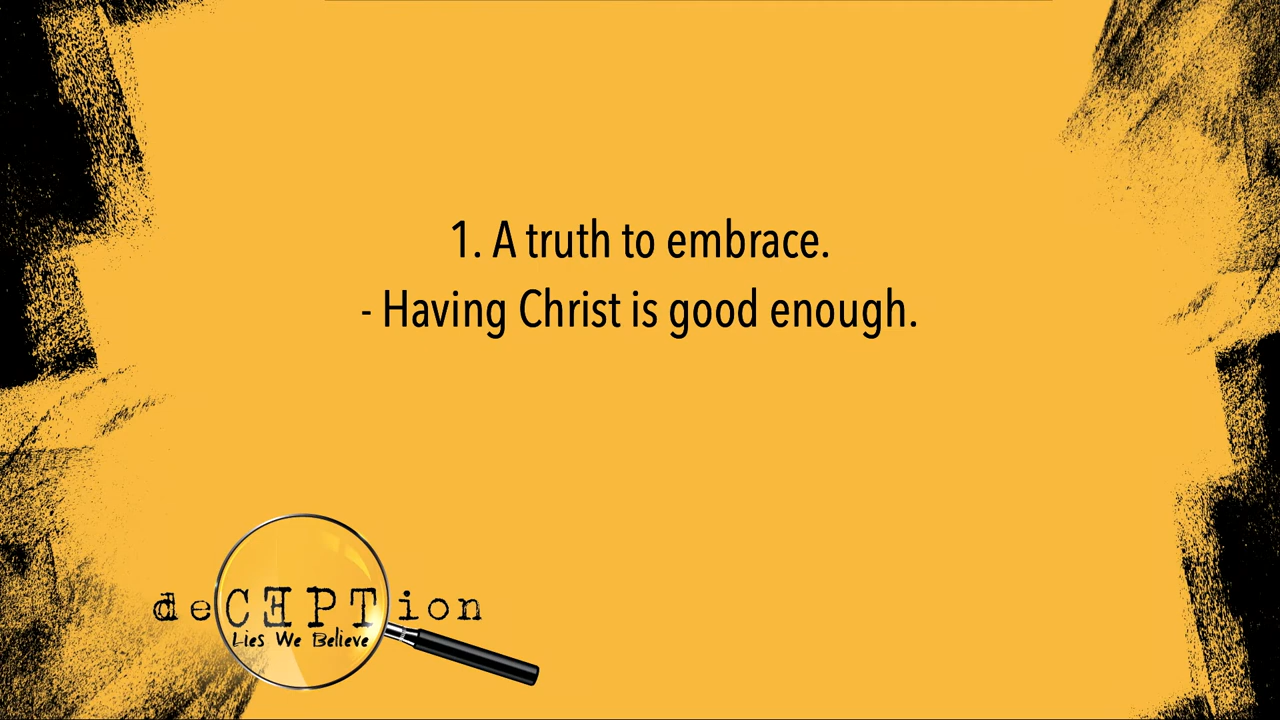 1. A truth to embrace.
- Having Christ is good enough.
deCEPTion
Lies We Believe